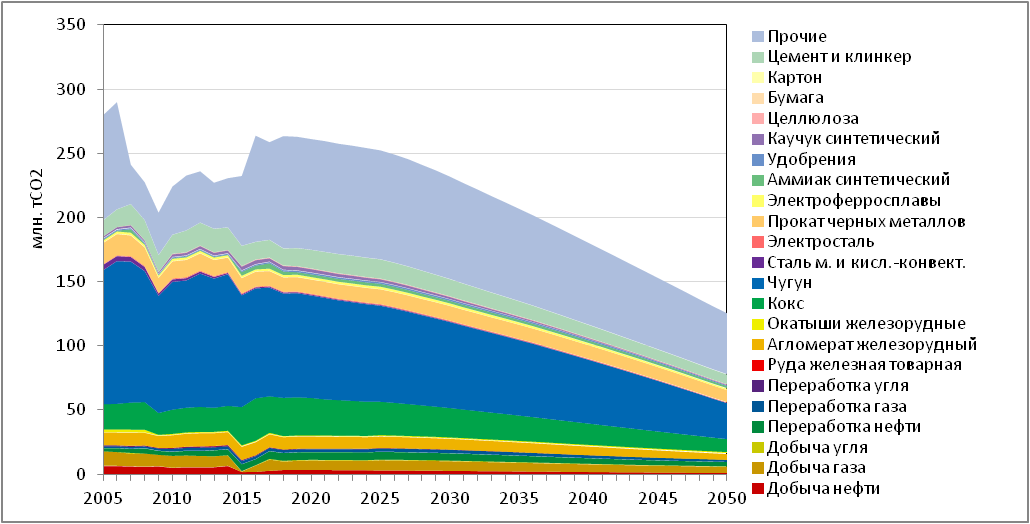 350
300
250
200
150
100
50
0
млн. тCO2
2005 2010 2015 2020 2025 2030 2035 2040 2045 2050
Прочие
Цемент и клинкер
Картон
Бумага
Целлюлоза
Каучук синтетический
Удобрения
Аммиак синтетический
Электроферросплавы
Прокат черных металлов
Электросталь
Сталь м. и кисл.-конвект.
Чугун
Кокс
Окатыши железорудные
Агломерат железорудный
Руда железная товарная
Переработка угля
Переработка газа
Переработка нефти
Добыча угля
Добыча газа
Добыча нефти